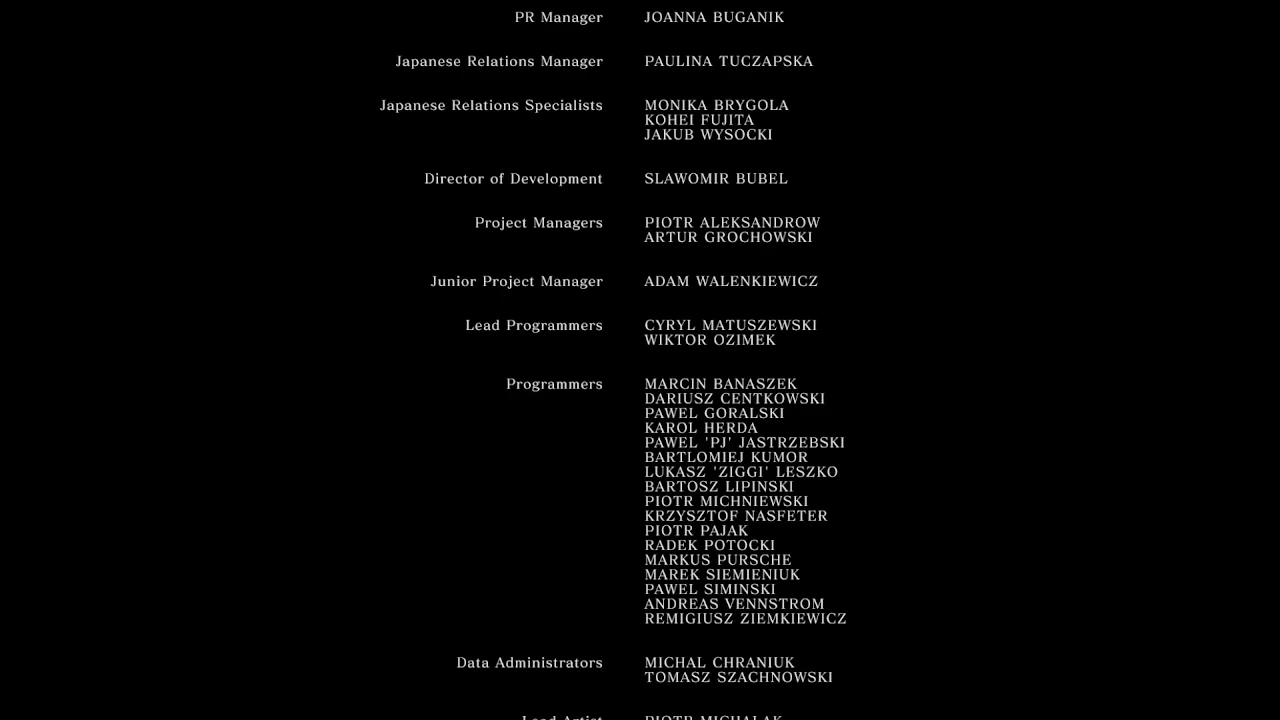 PR Manager JOANNA BUGANIK
Japanese Relations Manager PAULINA TUCZAPSKA
Japanese Relations Specialists MONIKA BRYGOLA
KOHEI FUJITA
JAKUB WYSOCKI
Director of Development SLAWOMIR BUBEL
Project Managers PIOTR ALEKSANDROW
ARTUR GROCHOWSKI
Junior Project Manager ADAM WALENKIEWICZ
Lead Programmers CYRYL MATUSZEWSKI
WIKTOR OZIMEK
Programmers MARCIN BANASZEK
DARIUSZ CENTKOWSKI
PAWEL GORALSKI
KAROL HERDA
PAWEL 'PJ' JASTRZEBSKI
BARTLOMIEJ KUMOR
LUKASZ 'ZIGGI' LESZKO
BARTOSZ LIPINSKI
PIOTR MICHNIEWSKI
KRZYSZTOF NASFETER
PIOTR PAJAK
RADEK POTOCKI
MARKUS PURSCHE
MAREK SIEMIENIUK
PAWEL SIMINSKI
ANDREAS VENNSTROM
REMIGIUSZ ZIEMKIEWICZ
Data Administrators MICHAL CHRANIUK
TOMASZ SZACHNOWSKI
Lead Artist PIOTR MICHALAK